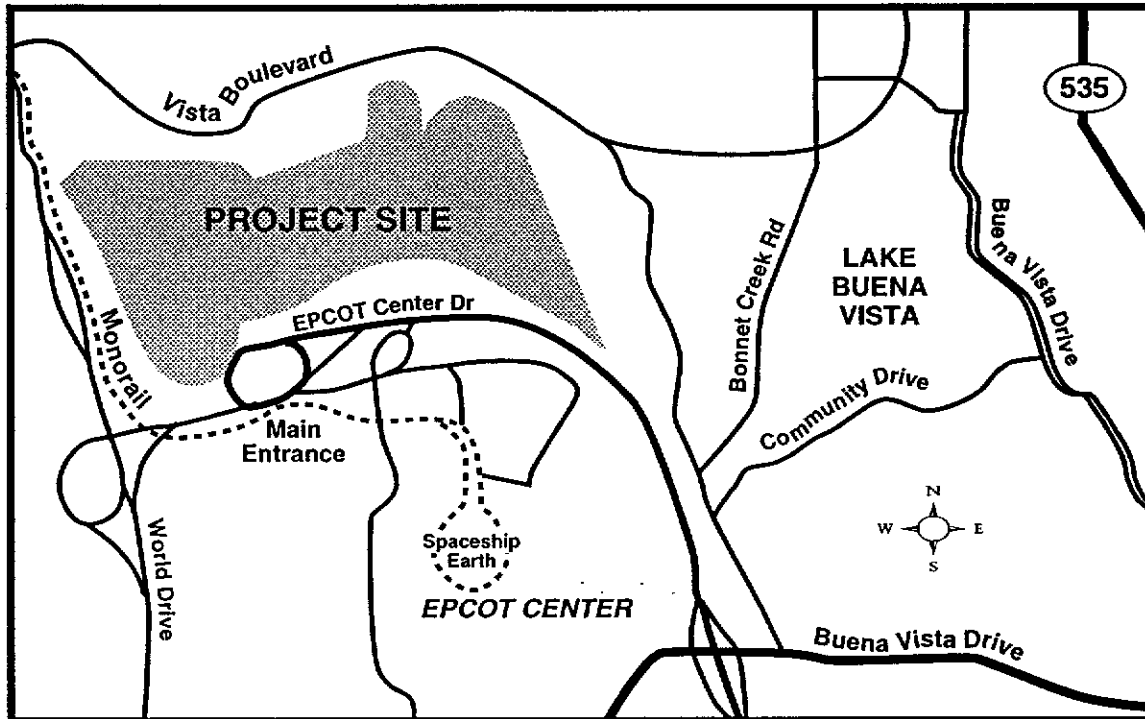 Vista Boulevard
535
PROJECT SITE
Buena Vista Drive
LAKE
BUENA
VISTA
Bonnet Creek Rd
EPCOT Center Dr
Monorail
Community Drive
Main
Entrance
N
W
E
S
World Drive
Spaceship
Earth
EPCOT CENTER
Buena Vista Drive